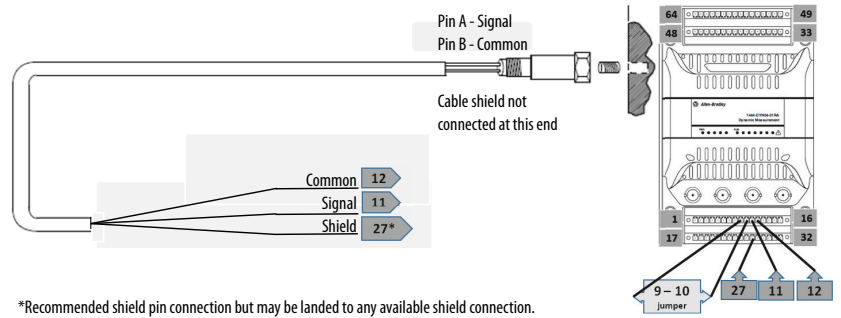 Pin A - Signal
Pin B - Common
Cable shield not
connected at this end
Common 12
Signal 11
Shield 27*
64 49
48 33
Allen-Bradley
Dynamic Measurement
1 16
17 32
9 – 10
jumper
27 11 12
*Recommended shield pin connection but may be landed to any available shield connection.